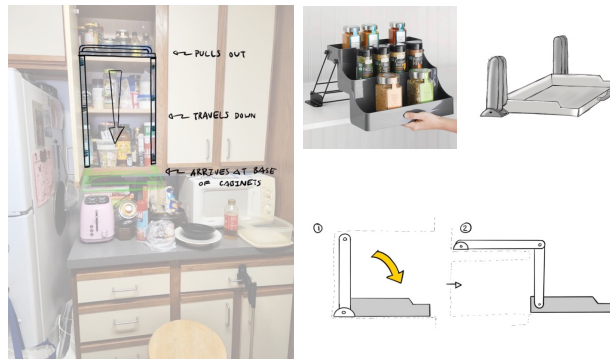 PULLS OUT
TRAVELS DOWN
ARRIVES AT BASE
OF CABINETS
1
2